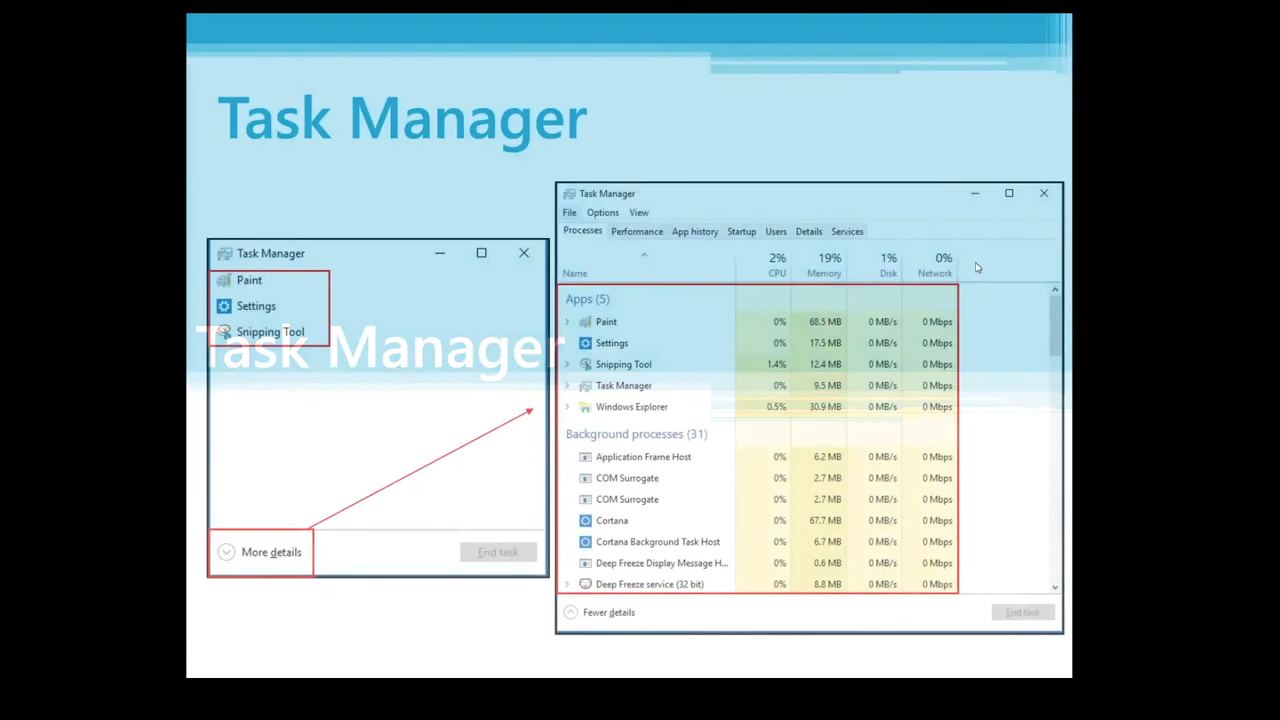 Task Manager
Task Manager
Paint
Settings
Snipping Tool
Task Manager
More details
End task
Task Manager
File Options View
Processes Performance App history Startup Users Details Services
2% 19% 1% 0%
Name CPU Memory Disk Network
Apps (5)
Paint 0% 68.5 MB 0 MB/s 0 Mbps
Settings 0% 17.5 MB 0 MB/s 0 Mbps
Snipping Tool 1.4% 12.4 MB 0 MB/s 0 Mbps
Task Manager 0% 9.5 MB 0 MB/s 0 Mbps
Windows Explorer 0.5% 30.9 MB 0 MB/s 0 Mbps
Background processes (31)
Application Frame Host 0% 6.2 MB 0 MB/s 0 Mbps
COM Surrogate 0% 2.7 MB 0 MB/s 0 Mbps
COM Surrogate 0% 2.7 MB 0 MB/s 0 Mbps
Cortana 0% 67.7 MB 0 MB/s 0 Mbps
Cortana Background Task Host 0% 6.7 MB 0 MB/s 0 Mbps
Deep Freeze Display Message H... 0% 0.6 MB 0 MB/s 0 Mbps
Deep Freeze service (32 bit) 0% 8.8 MB 0 MB/s 0 Mbps
Fewer details
End task